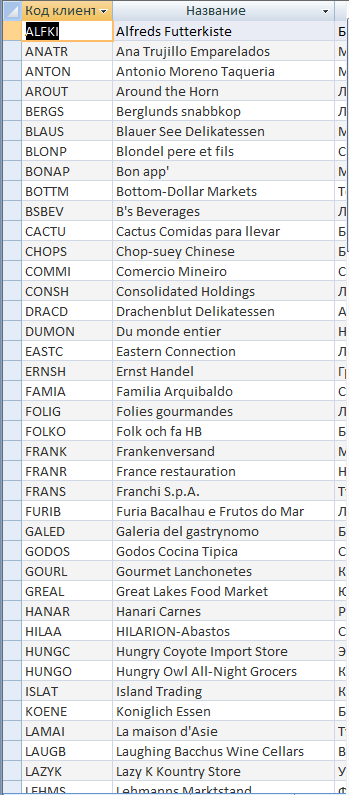 Код клиент Название
ALFKI Alfreds Futterkiste Б
ANATR Ana Trujillo Emparelados М
ANTON Antonio Moreno Taqueria М
AROUT Around the Horn Л
BERGS Berglunds snabbkop Л
BLAUS Blauer See Delikatessen М
BLONP Blondel pere et fils С
BONAP Bon app' М
BOTTM Bottom-Dollar Markets Т
BSBEV B's Beverages Л
CACTU Cactus Comidas para llevar Б
CHOPS Chop-suey Chinese Б
COMMI Comercio Mineiro С
CONSH Consolidated Holdings Л
DRACD Drachenblut Delikatessen А
DUMON Du monde entier Н
EASTC Eastern Connection Л
ERNSH Ernst Handel Г
FAMIA Familia Arquibaldo С
FOLIG Folies gourmandes Л
FOLKO Folk och fa HB Б
FRANK Frankenversand М
FRANR France restauration Н
FRANS Franchi S.p.A. Т
FURIB Furia Bacalhau e Frutos do Mar Л
GALED Galeria del gastrynomo Б
GODOS Godos Cocina Tipica С
GOURL Gourmet Lanchonetes К
GREAL Great Lakes Food Market Ю
HANAR Hanari Carnes Р
HILAA HILARION-Abastos С
HUNGC Hungry Coyote Import Store Э
HUNGO Hungry Owl All-Night Grocers К
ISLAT Island Trading К
KOENE Koniglich Essen Б
LAMAI La maison d'Asie Т
LAUGB Laughing Bacchus Wine Cellars В
LAZYK Lazy K Kountry Store У
LEHMS Lehmanns Marktstand Ф